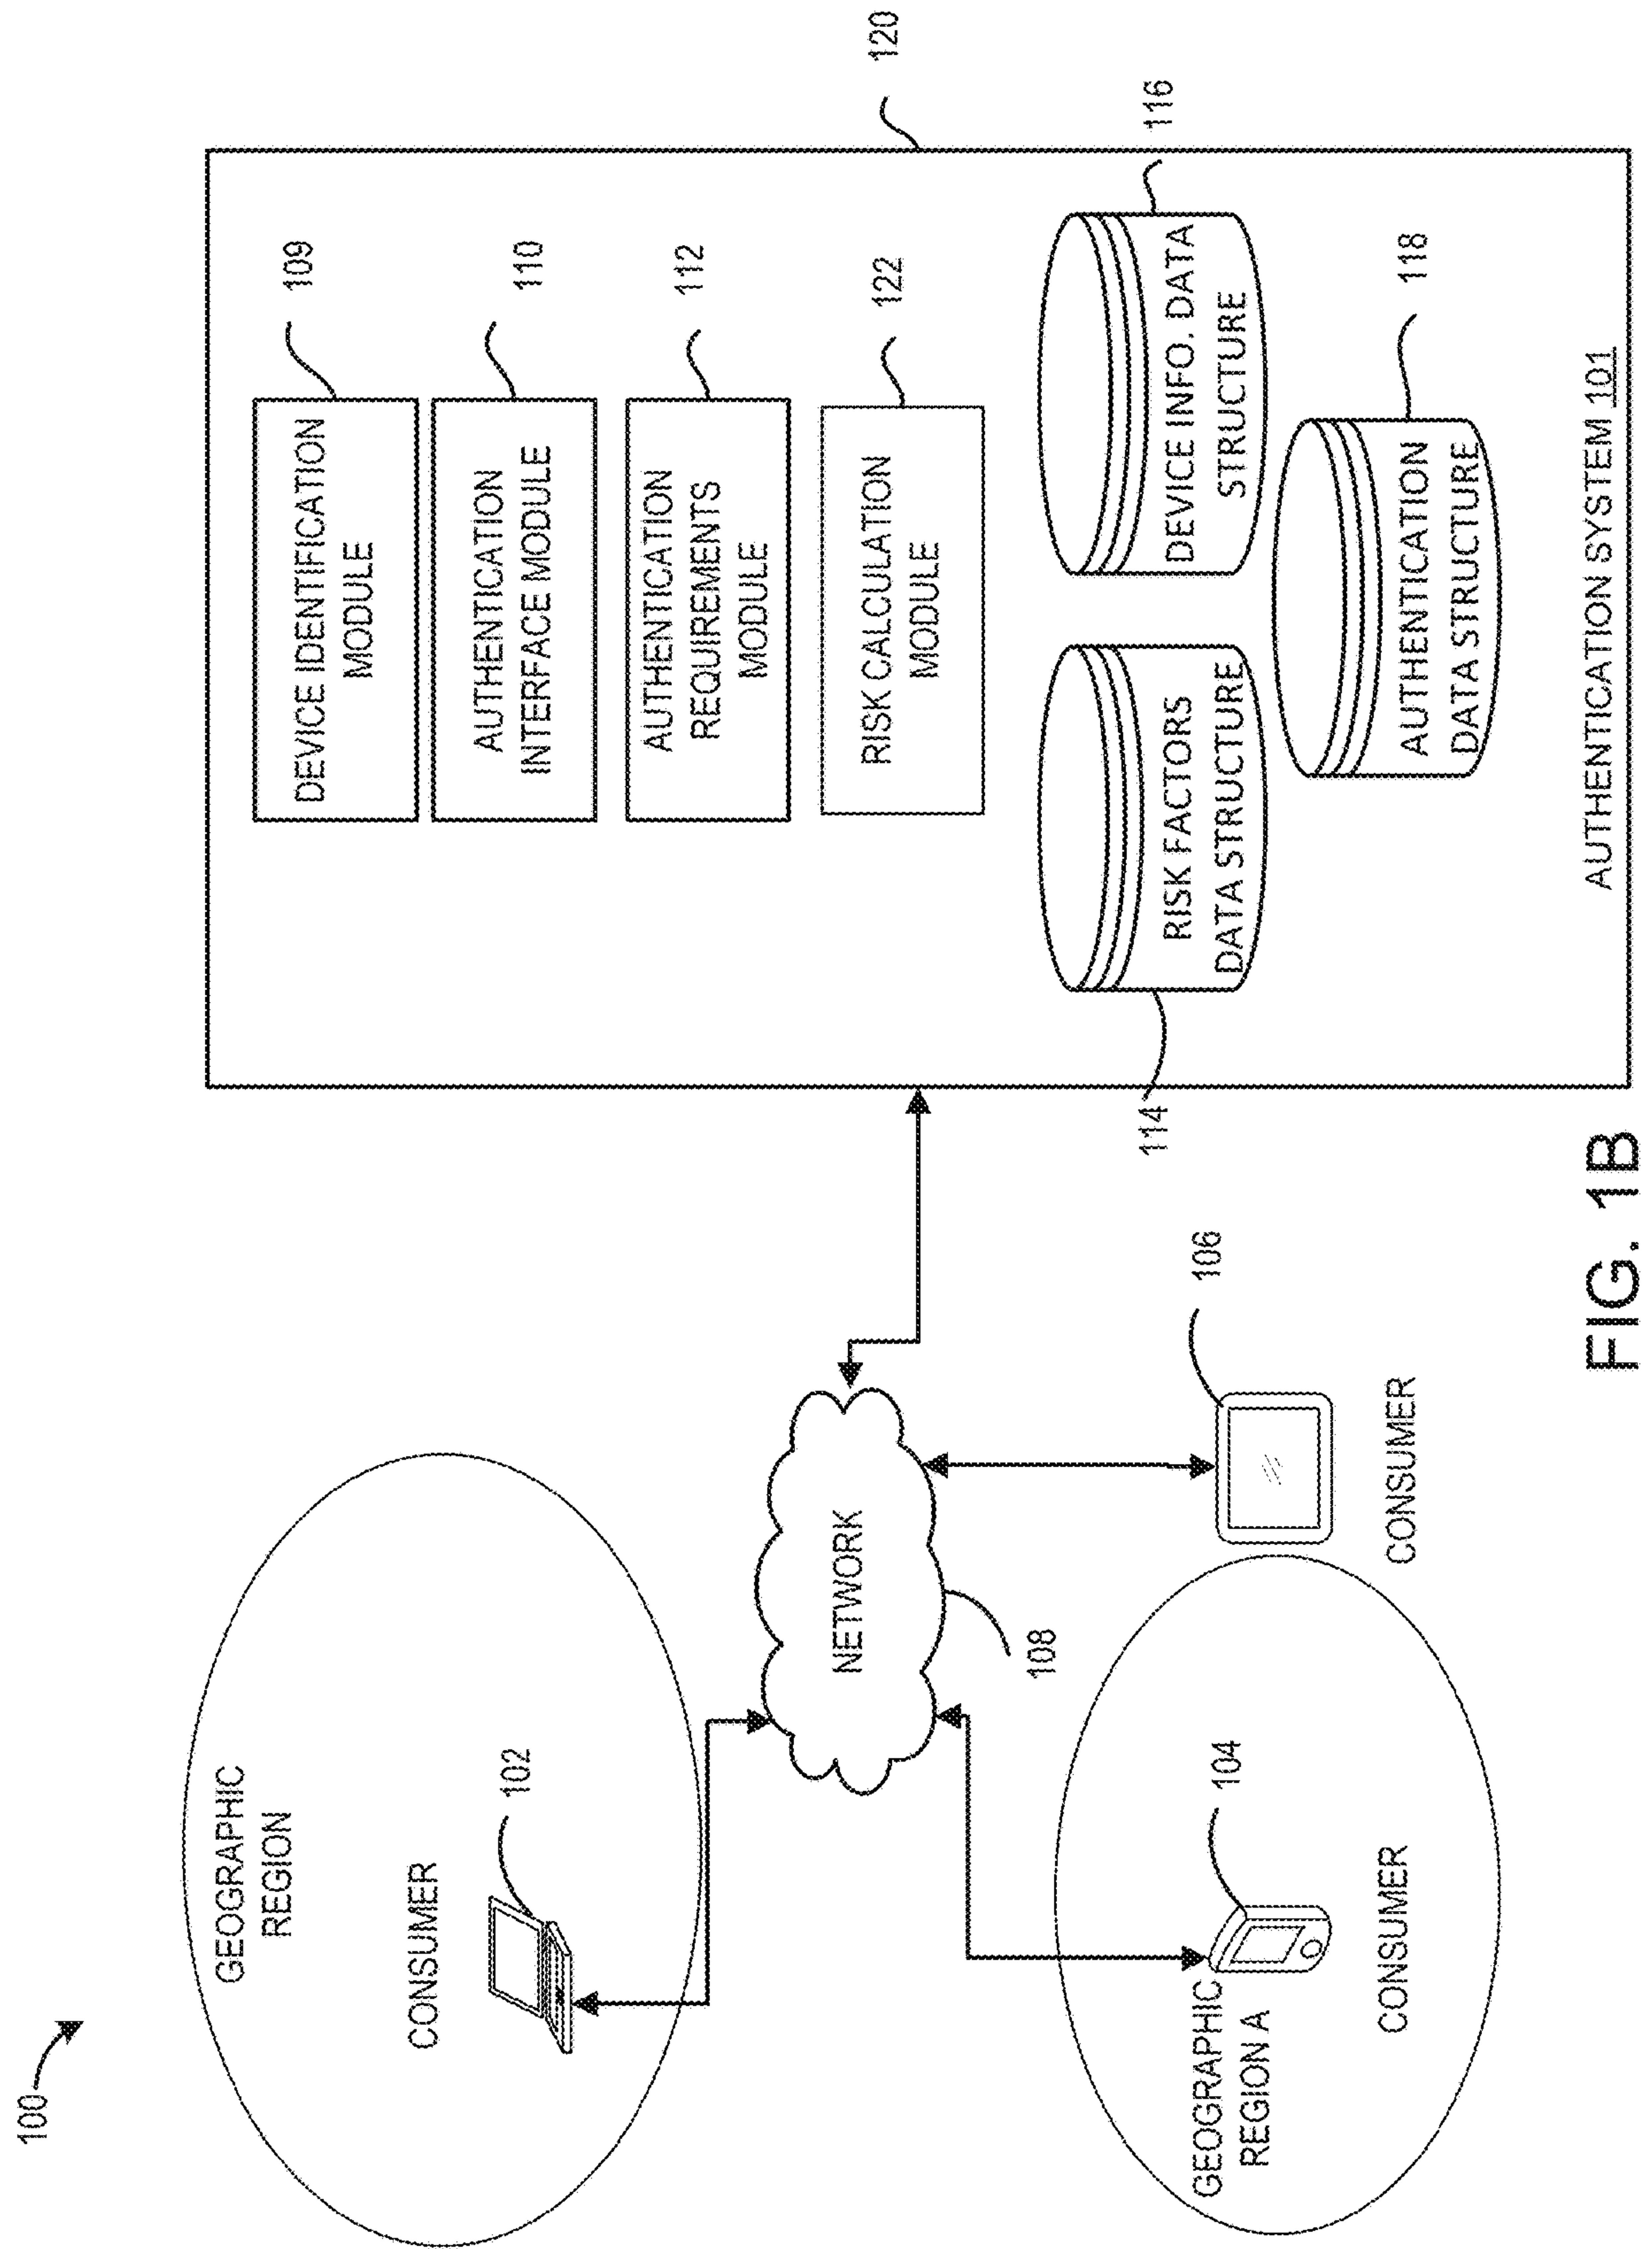 100
GEOGRAPHIC
REGION
CONSUMER
102
NETWORK
108
GEOGRAPHIC
REGION A
104
CONSUMER
106
CONSUMER
120
DEVICE IDENTIFICATION
MODULE
109
AUTHENTICATION
INTERFACE MODULE
110
AUTHENTICATION
REQUIREMENTS
MODULE
112
RISK CALCULATION
MODULE
122
RISK FACTORS
DATA STRUCTURE
114
DEVICE INFO. DATA
STRUCTURE
116
AUTHENTICATION
DATA STRUCTURE
118
AUTHENTICATION SYSTEM 101
FIG. 1B